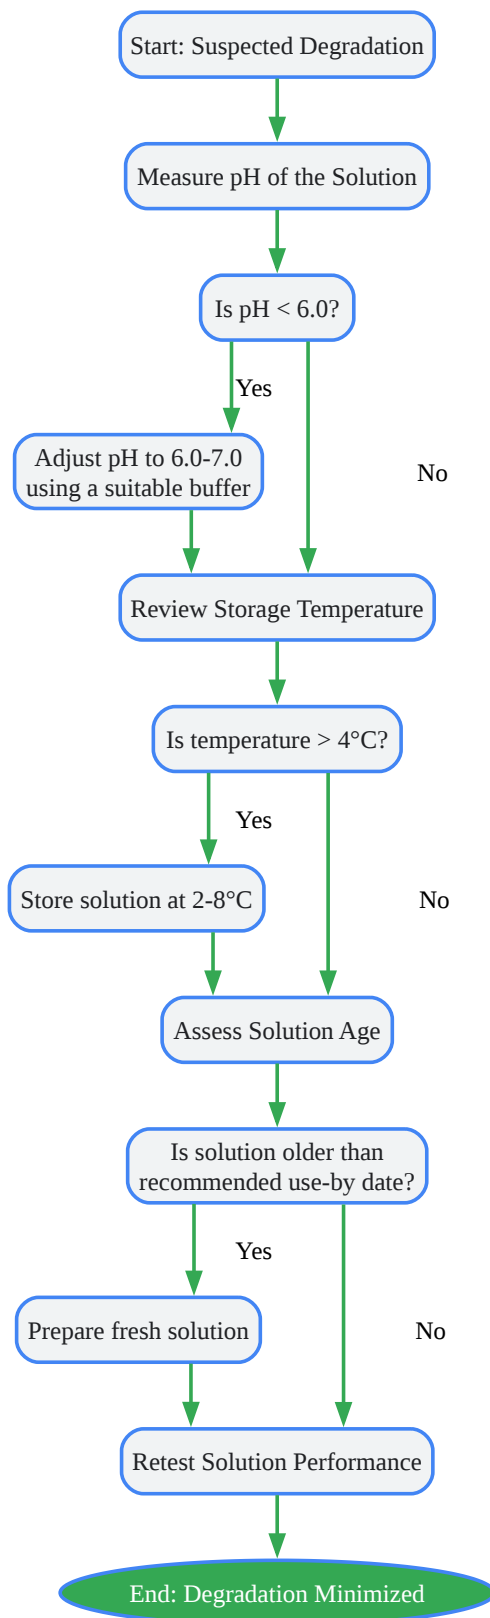 Start: Suspected Degradation
Measure pH of the Solution
Is pH < 6.0?
Yes
Adjust pH to 6.0-7.0
using a suitable buffer
No
Review Storage Temperature
Is temperature > 4°C?
Yes
Store solution at 2-8°C
No
Assess Solution Age
Is solution older than
recommended use-by date?
Yes
Prepare fresh solution
No
Retest Solution Performance
End: Degradation Minimized